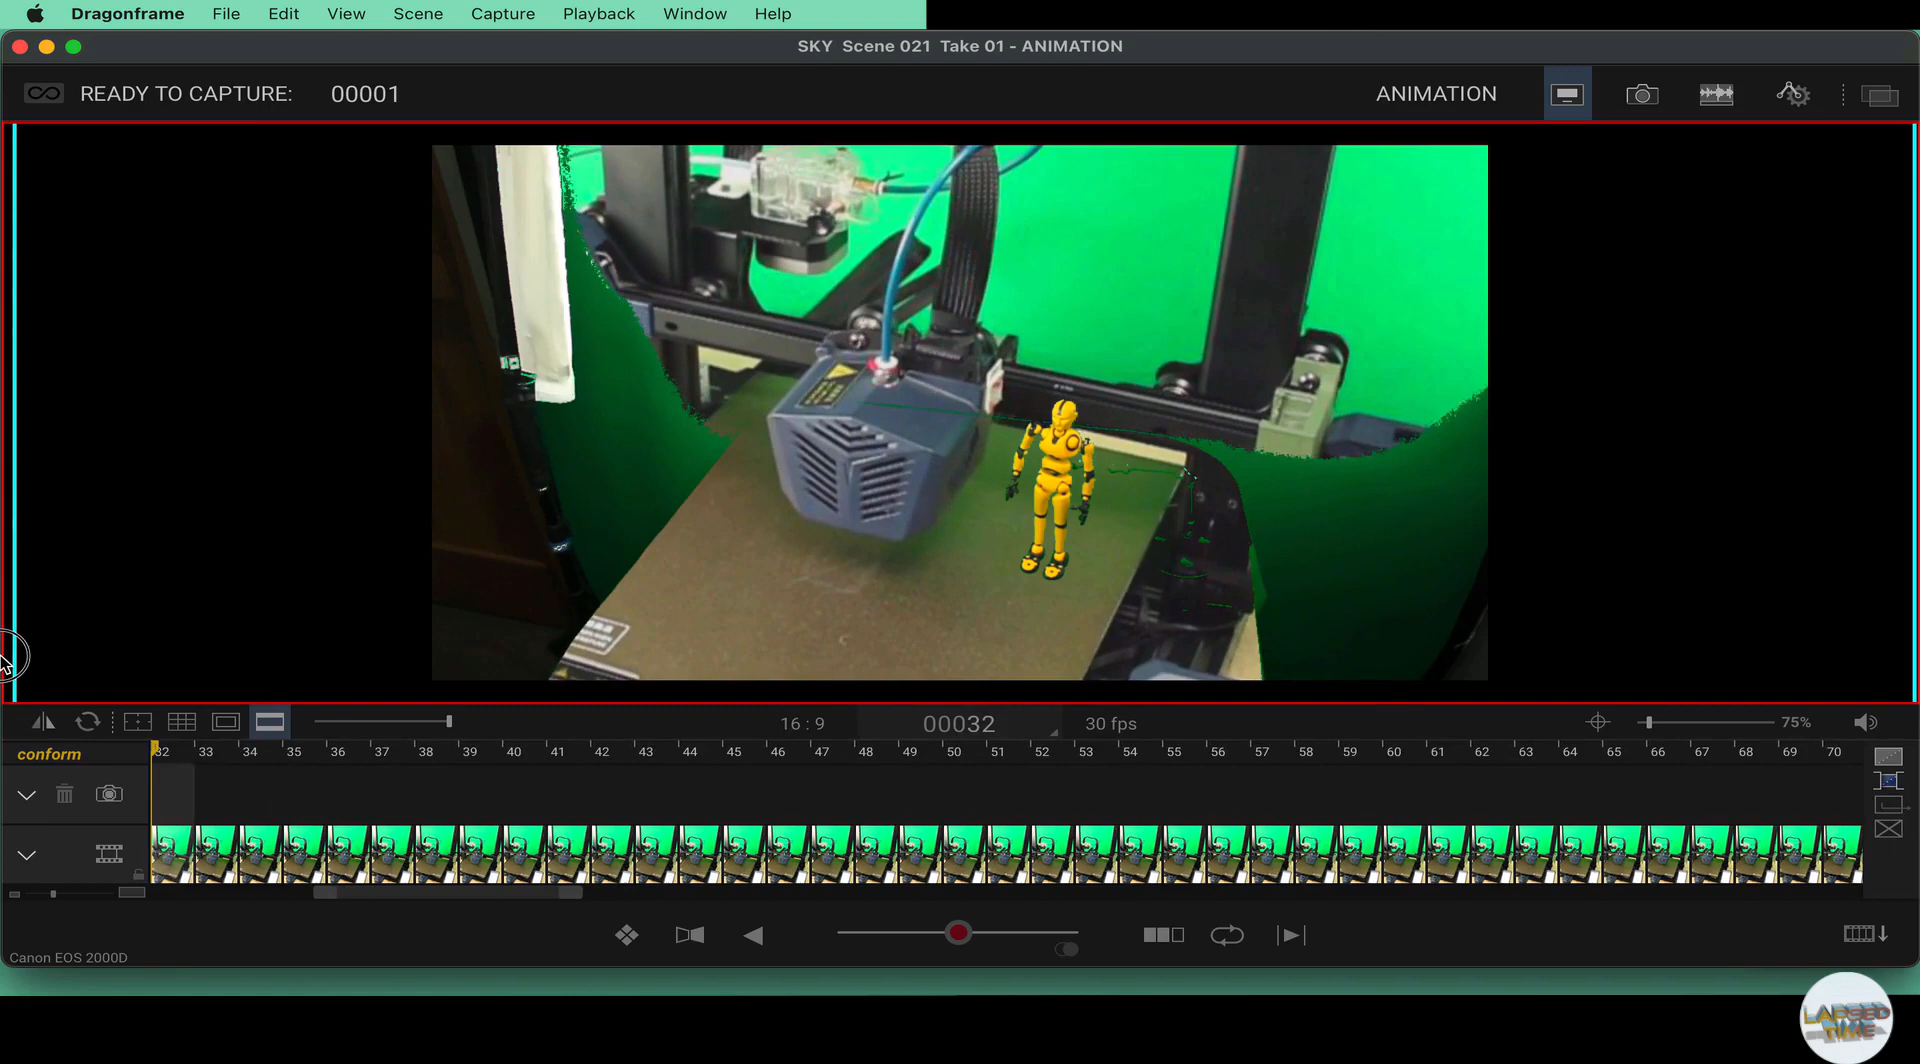 Dragonframe File Edit View Scene Capture Playback Window Help
SKY Scene 021 Take 01 - ANIMATION
READY TO CAPTURE: 00001
ANIMATION
16 : 9
00032
30 fps
75%
conform
32 33 34 35 36 37 38 39 40 41 42 43 44 45 46 47 48 49 50 51 52 53 54 55 56 57 58 59 60 61 62 63 64 65 66 67 68 69 70
Canon EOS 2000D
LAPSED
TIME